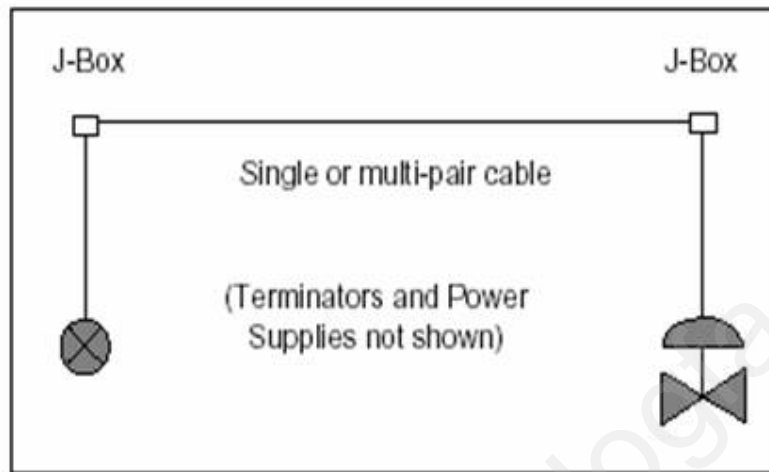 J-Box J-Box
Single or multi-pair cable
(Terminators and Power
Supplies not shown)